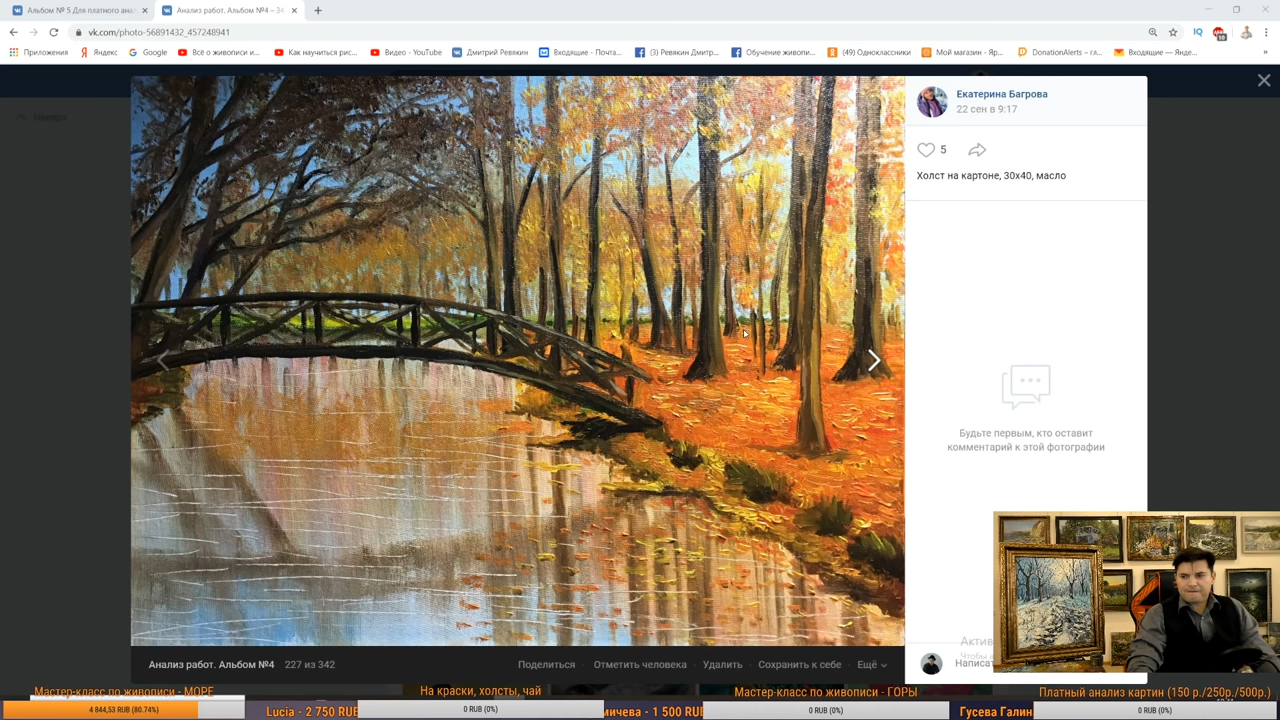 Альбом № 5 Для платного ана
Анализ работ. Альбом №4 – 34
vk.com/photo-56891432_457248941
Приложения Яндекс Google Всё о живописи и... Как научиться рис... Видео - YouTube Дмитрий Ревякин Входящие - Почта... (3) Ревякин Дмитр... Обучение живопи... (49) Одноклассники Мой магазин - Яр... DonationAlerts – гл... Входящие — Янде... »
Наверх
Екатерина Багрова
22 сен в 9:17
5
Холст на картоне, 30х40, масло
Будьте первым, кто оставит
комментарий к этой фотографии
Актив
Написат
Анализ работ. Альбом №4 227 из 342 Поделиться Отметить человека Удалить Сохранить к себе Ещё
Мастер-класс по живописи - МОРЕ На краски, холсты, чай Мастер-класс по живописи - ГОРЫ Платный анализ картин (150 р./250р./500р.)
4 844,53 RUB (80.74%) Lucia - 2 750 RUB 0 RUB (0%) мичева - 1 500 RUB 0 RUB (0%) Гусева Галин 0 RUB (0%)